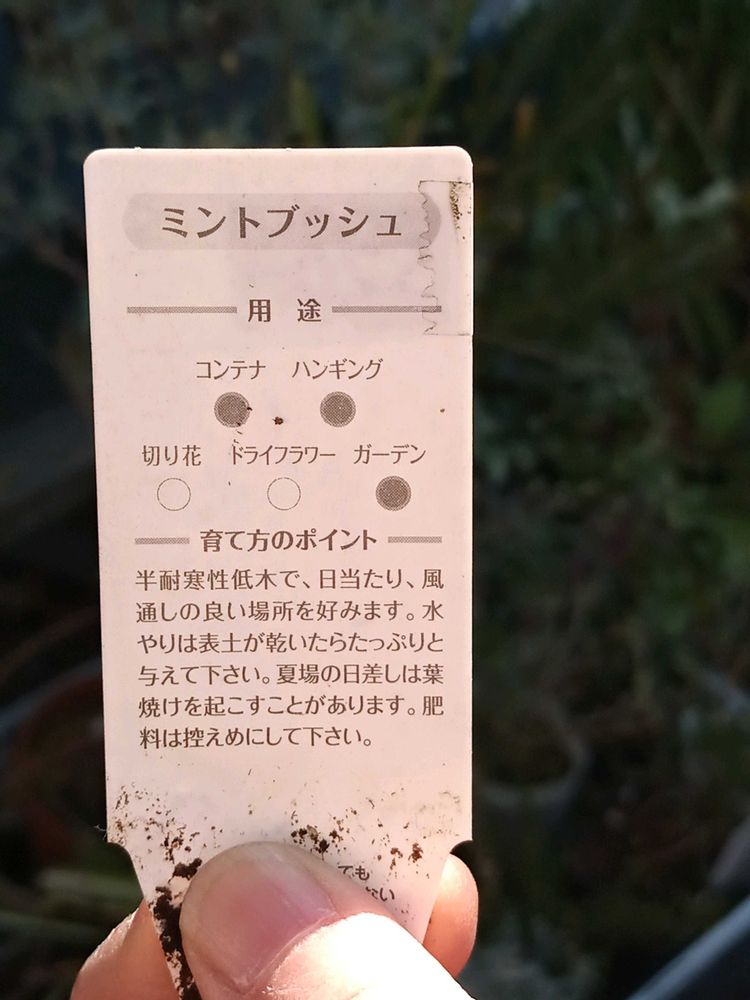 ミントブッシュ
用途
コンテナ ハンギング
切り花 ドライフラワー ガーデン
育て方のポイント
半耐寒性低木で、日当たり、風
通しの良い場所を好みます。水
やりは表土が乾いたらたっぷりと
与えて下さい。夏場の日差しは葉
焼けを起こすことがあります。肥
料は控えめにして下さい。
ても